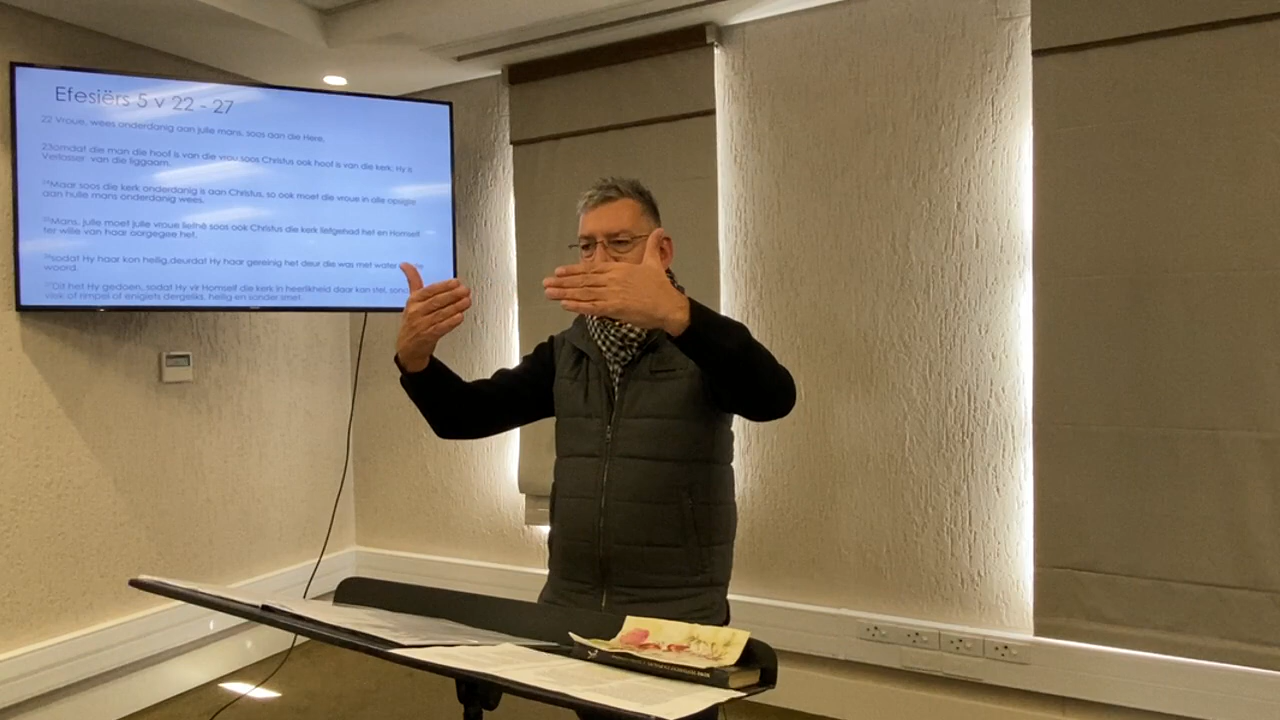 Efesiërs 5 v 22 - 27
22 Vroue, wees onderdanig aan julle mans, soos aan die Here,
23omdat die man die hoof is van die vrou soos Christus ook hoof is van die kerk; Hy is
Verlosser van die liggaam.
24Maar soos die kerk onderdanig is aan Christus, so ook moet die vroue in alle opsigte
aan hulle mans onderdanig wees.
25Mans, julle moet julle vroue liefhê soos ook Christus die kerk liefgehad het en Homself
ter wille van haar oorgegee het,
26sodat Hy haar kon heilig,deurdat Hy haar gereinig het deur die was met water
woord.
27Dit het Hy gedoen, sodat Hy vir Homself die kerk in heerlikheid daar kan stel,
vlek of rimpel of enigiets dergeliks, heilig en sonder smet.